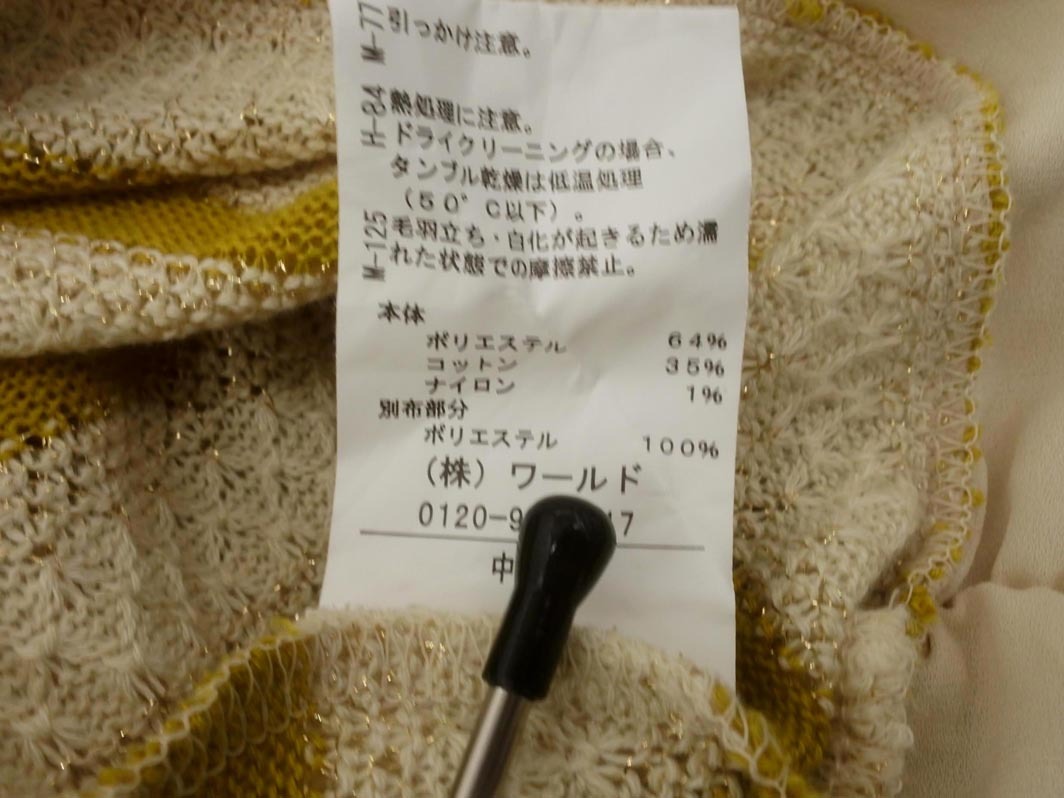 M-77 引っかけ注意。
H-84 熱処理に注意。
ドライクリーニングの場合、
タンブル乾燥は低温処理
(50°C以下)。
M-125 毛羽立ち・白化が起きるため濡
れた状態での摩擦禁止。
本体
ポリエステル 64%
コットン 35%
ナイロン 1%
別布部分
ポリエステル 100%
(株)ワールド
0120-9 17
中